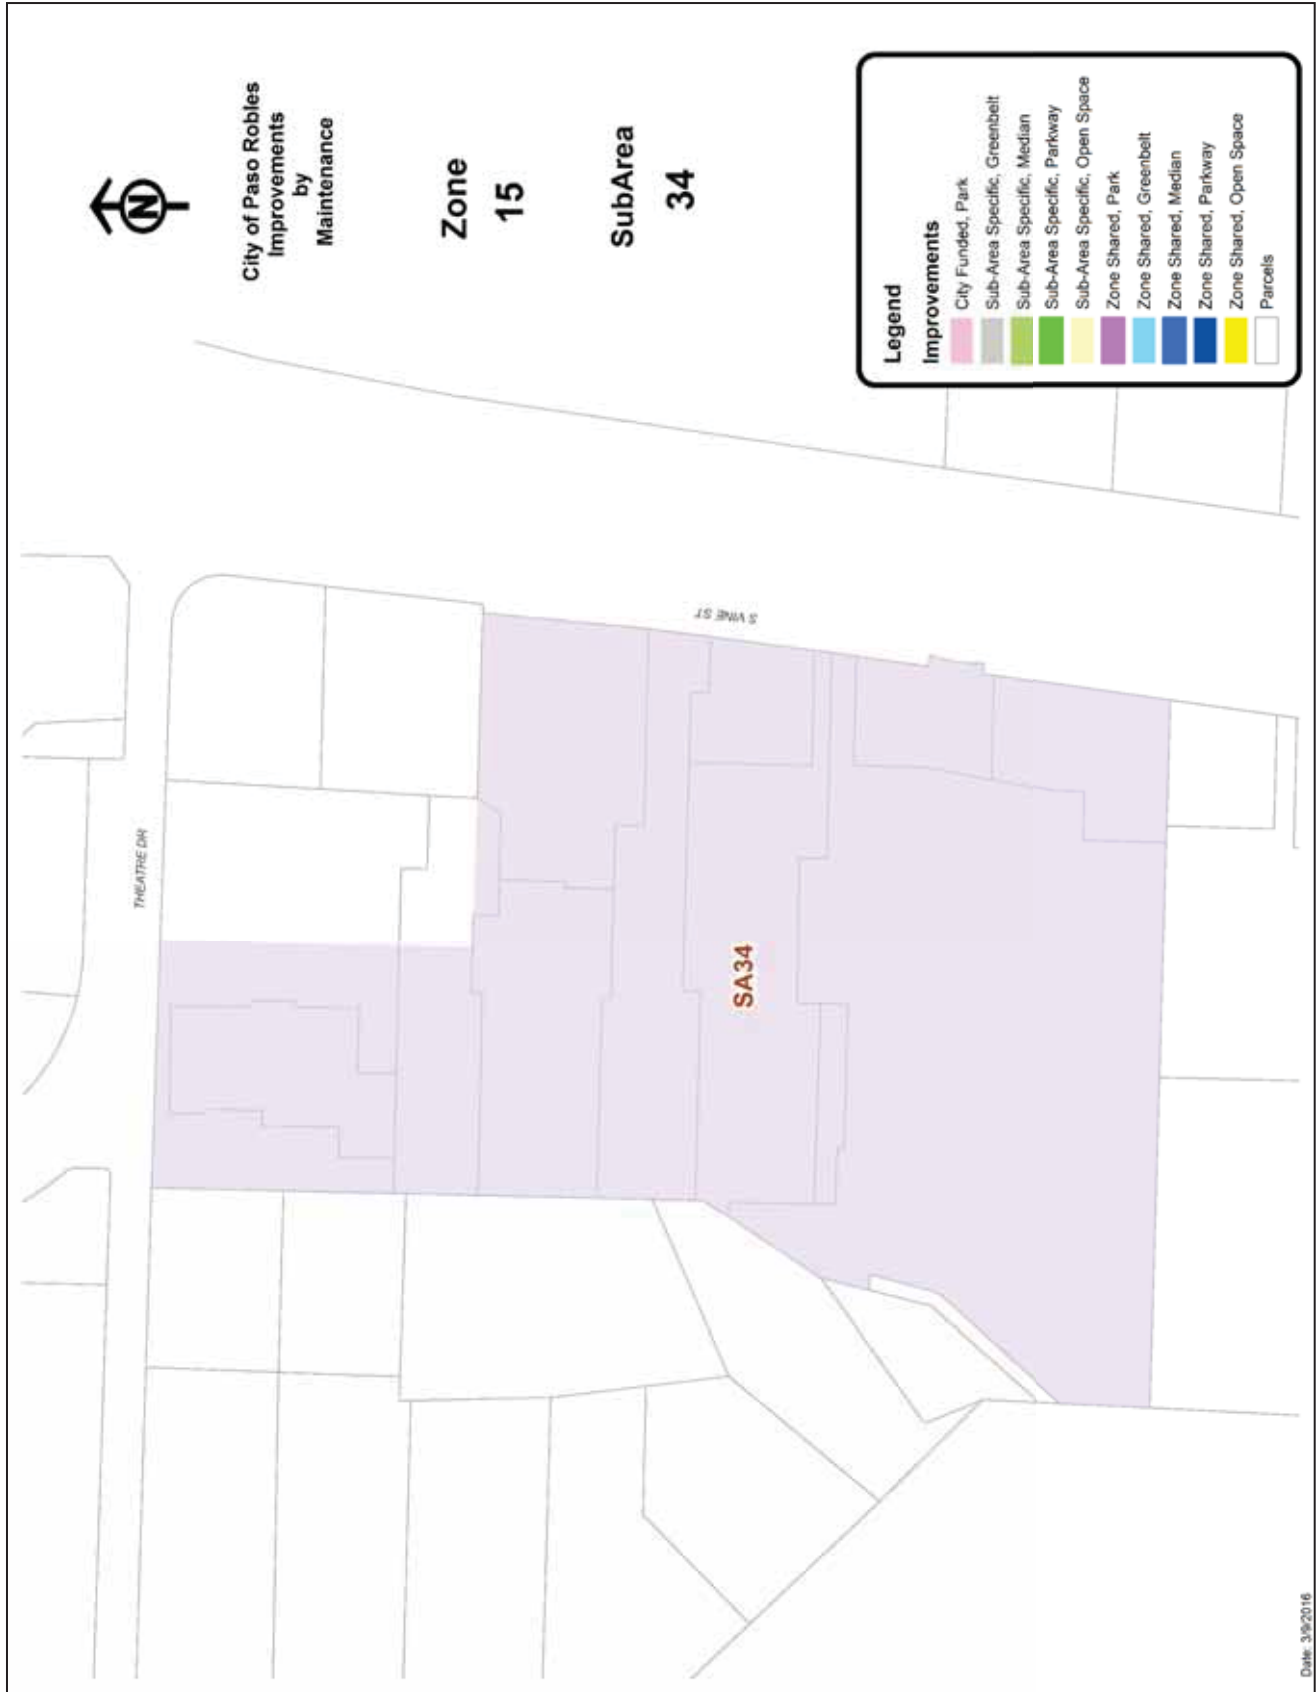 N
City of Paso Robles
Improvements
by
Maintenance
Zone
15
SubArea
34
THEATRE DR
S VINE ST
SA34
Legend
Improvements
City Funded, Park
Sub-Area Specific, Greenbelt
Sub-Area Specific, Median
Sub-Area Specific, Parkway
Sub-Area Specific, Open Space
Zone Shared, Park
Zone Shared, Greenbelt
Zone Shared, Median
Zone Shared, Parkway
Zone Shared, Open Space
Parcels
Date: 3/9/2016